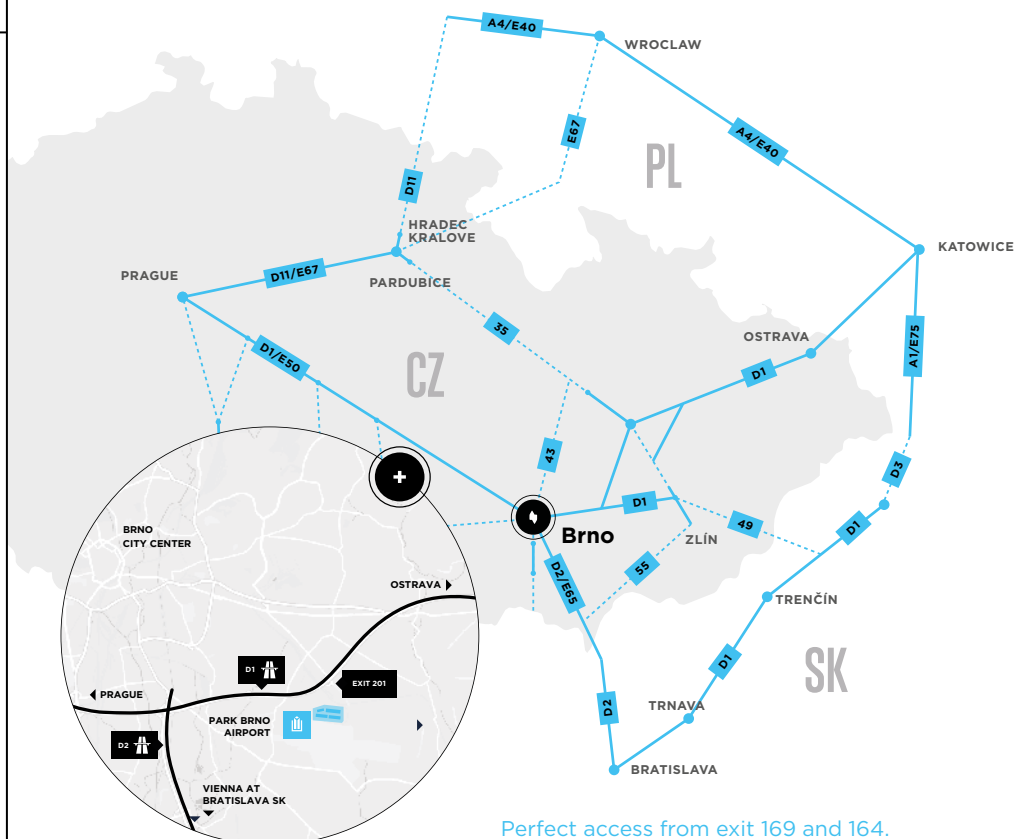 A4/E40
WROCLAW
E67
A4/E40
PL
D11
HRADEC
KRALOVE
KATOWICE
PRAGUE
D11/E67
PARDUBICE
35
OSTRAVA
A1/E75
D1/E50
CZ
D1
43
D3
D1
49
D1
Brno
ZLÍN
55
D2/E65
TRENČÍN
D1
SK
TRNAVA
D2
BRATISLAVA
BRNO
CITY CENTER
OSTRAVA
D1
EXIT 201
PRAGUE
PARK BRNO
AIRPORT
D2
VIENNA AT
BRATISLAVA SK
Perfect access from exit 169 and 164.